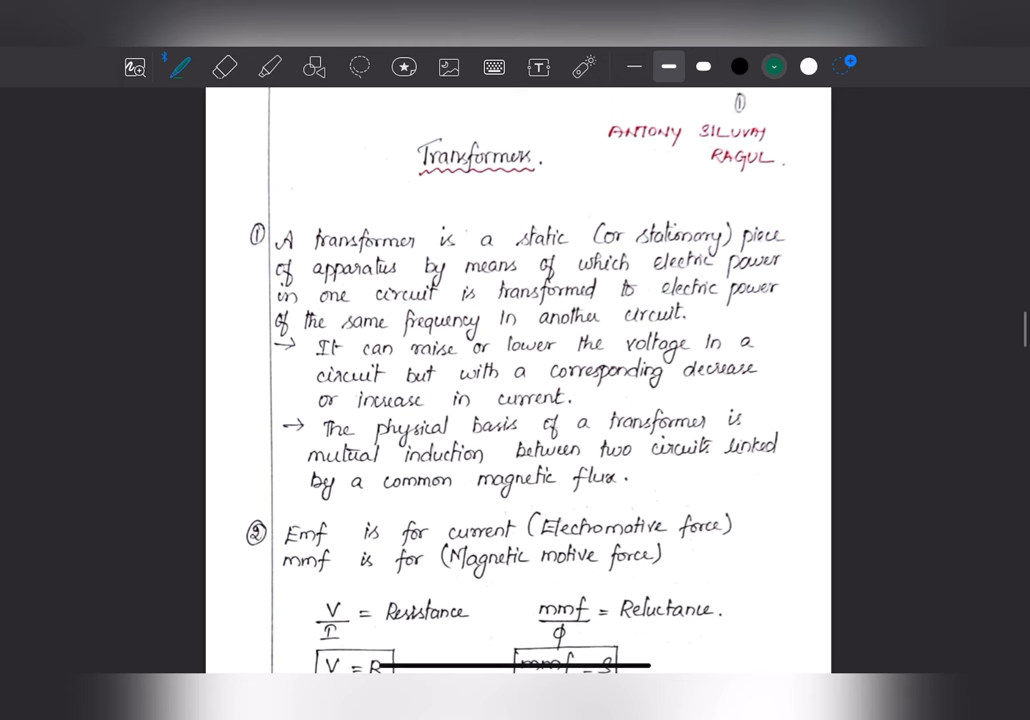 ①
ANTONY SILUVAI
RAGUL.
Transformers.
① A transformer is a static (or stationary) piece
of apparatus by means of which electric power
in one circuit is transformed to electric power
of the same frequency in another circuit.
→ It can raise or lower the voltage in a
circuit but with a corresponding decrease
or increase in current.
→ The physical basis of a transformer is
mutual induction between two circuits linked
by a common magnetic flux.
② Emf is for current (Electromotive force)
mmf is for (Magnetic motive force)
V/I = Resistance mmf/ϕ = Reluctance.
V = R mmf = S